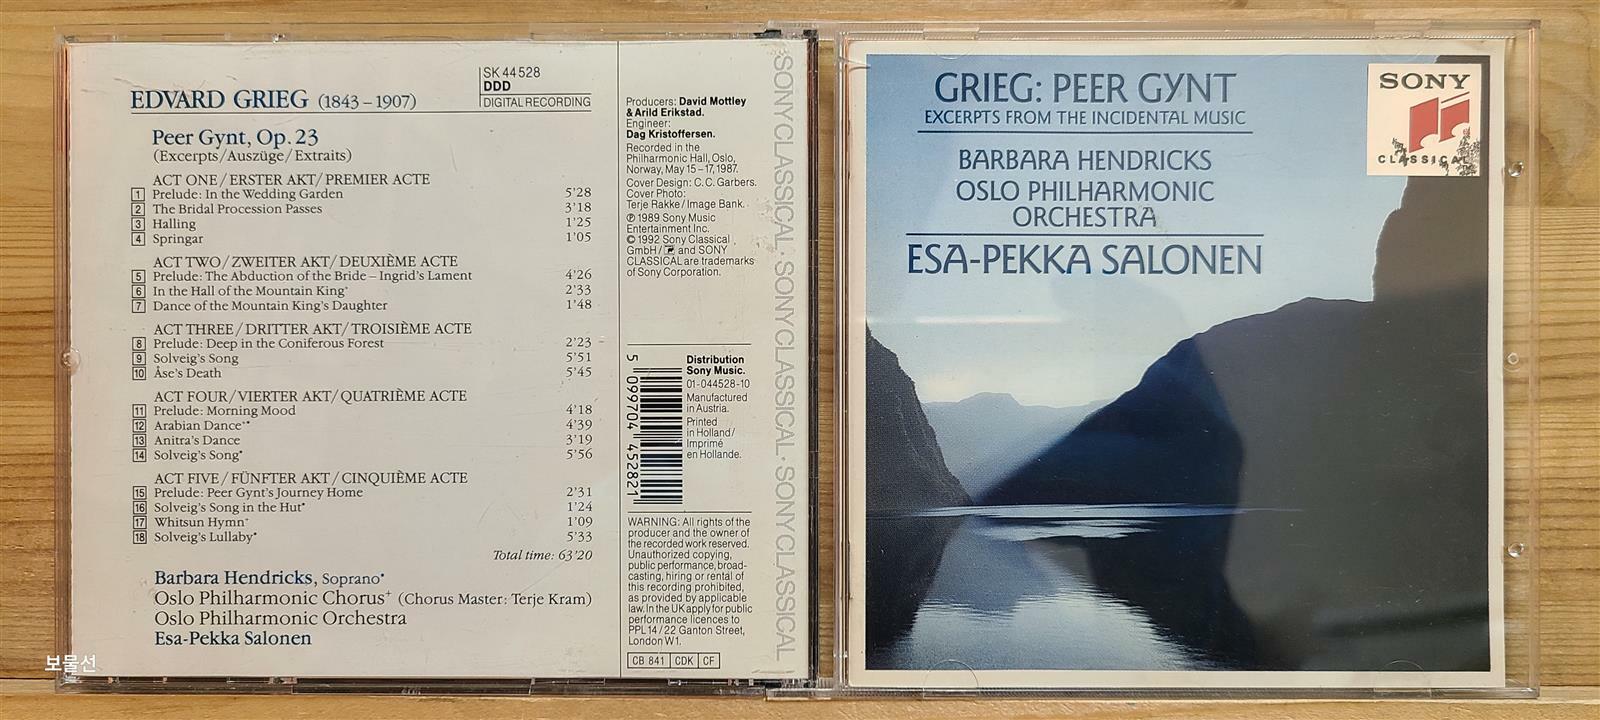 SK 44528
DDD
DIGITAL RECORDING
EDVARD GRIEG (1843 – 1907)
Peer Gynt, Op. 23
(Excerpts/Auszüge/Extraits)
ACT ONE/ERSTER AKT/PREMIER ACTE
1 Prelude: In the Wedding Garden 5'28
2 The Bridal Procession Passes 3'18
3 Halling 1'25
4 Springar 1'05
ACT TWO/ZWEITER AKT/DEUXIÈME ACTE
5 Prelude: The Abduction of the Bride – Ingrid's Lament 4'26
6 In the Hall of the Mountain King⁺ 2'33
7 Dance of the Mountain King's Daughter 1'48
ACT THREE/DRITTER AKT/TROISIÈME ACTE
8 Prelude: Deep in the Coniferous Forest 2'23
9 Solveig's Song 5'51
10 Åse's Death 5'45
ACT FOUR/VIERTER AKT/QUATRIÈME ACTE
11 Prelude: Morning Mood 4'18
12 Arabian Dance⁺* 4'39
13 Anitra's Dance 3'19
14 Solveig's Song* 5'56
ACT FIVE/FÜNFTER AKT/CINQUIÈME ACTE
15 Prelude: Peer Gynt's Journey Home 2'31
16 Solveig's Song in the Hut* 1'24
17 Whitsun Hymn⁺ 1'09
18 Solveig's Lullaby* 5'33
Total time: 63'20
Barbara Hendricks, Soprano*
Oslo Philharmonic Chorus⁺ (Chorus Master: Terje Kram)
Oslo Philharmonic Orchestra
Esa-Pekka Salonen
보물선
Producers: David Mottley
& Arild Erikstad.
Engineer:
Dag Kristoffersen.
Recorded in the
Philharmonic Hall, Oslo,
Norway, May 15 – 17, 1987.
Cover Design: C. C. Garbers.
Cover Photo:
Terje Rakke / Image Bank.
℗ 1989 Sony Music
Entertainment Inc.
© 1992 Sony Classical
GmbH / and SONY
CLASSICAL are trademarks
of Sony Corporation.
5 099704 452821
Distribution
Sony Music.
01-044528-10
Manufactured
in Austria.
Printed
in Holland/
Imprimé
en Hollande.
WARNING: All rights of the
producer and the owner of
the recorded work reserved.
Unauthorized copying,
public performance, broad-
casting, hiring or rental of
this recording prohibited,
as provided by applicable
law. In the UK apply for public
performance licences to
PPL 14 / 22 Ganton Street,
London W1.
CB 841 CDK CF
SONY CLASSICAL · SONY CLASSICAL · SONY CLASSICAL
GRIEG: PEER GYNT
EXCERPTS FROM THE INCIDENTAL MUSIC
BARBARA HENDRICKS
OSLO PHILHARMONIC
ORCHESTRA
ESA-PEKKA SALONEN
SONY
CLASSICAL